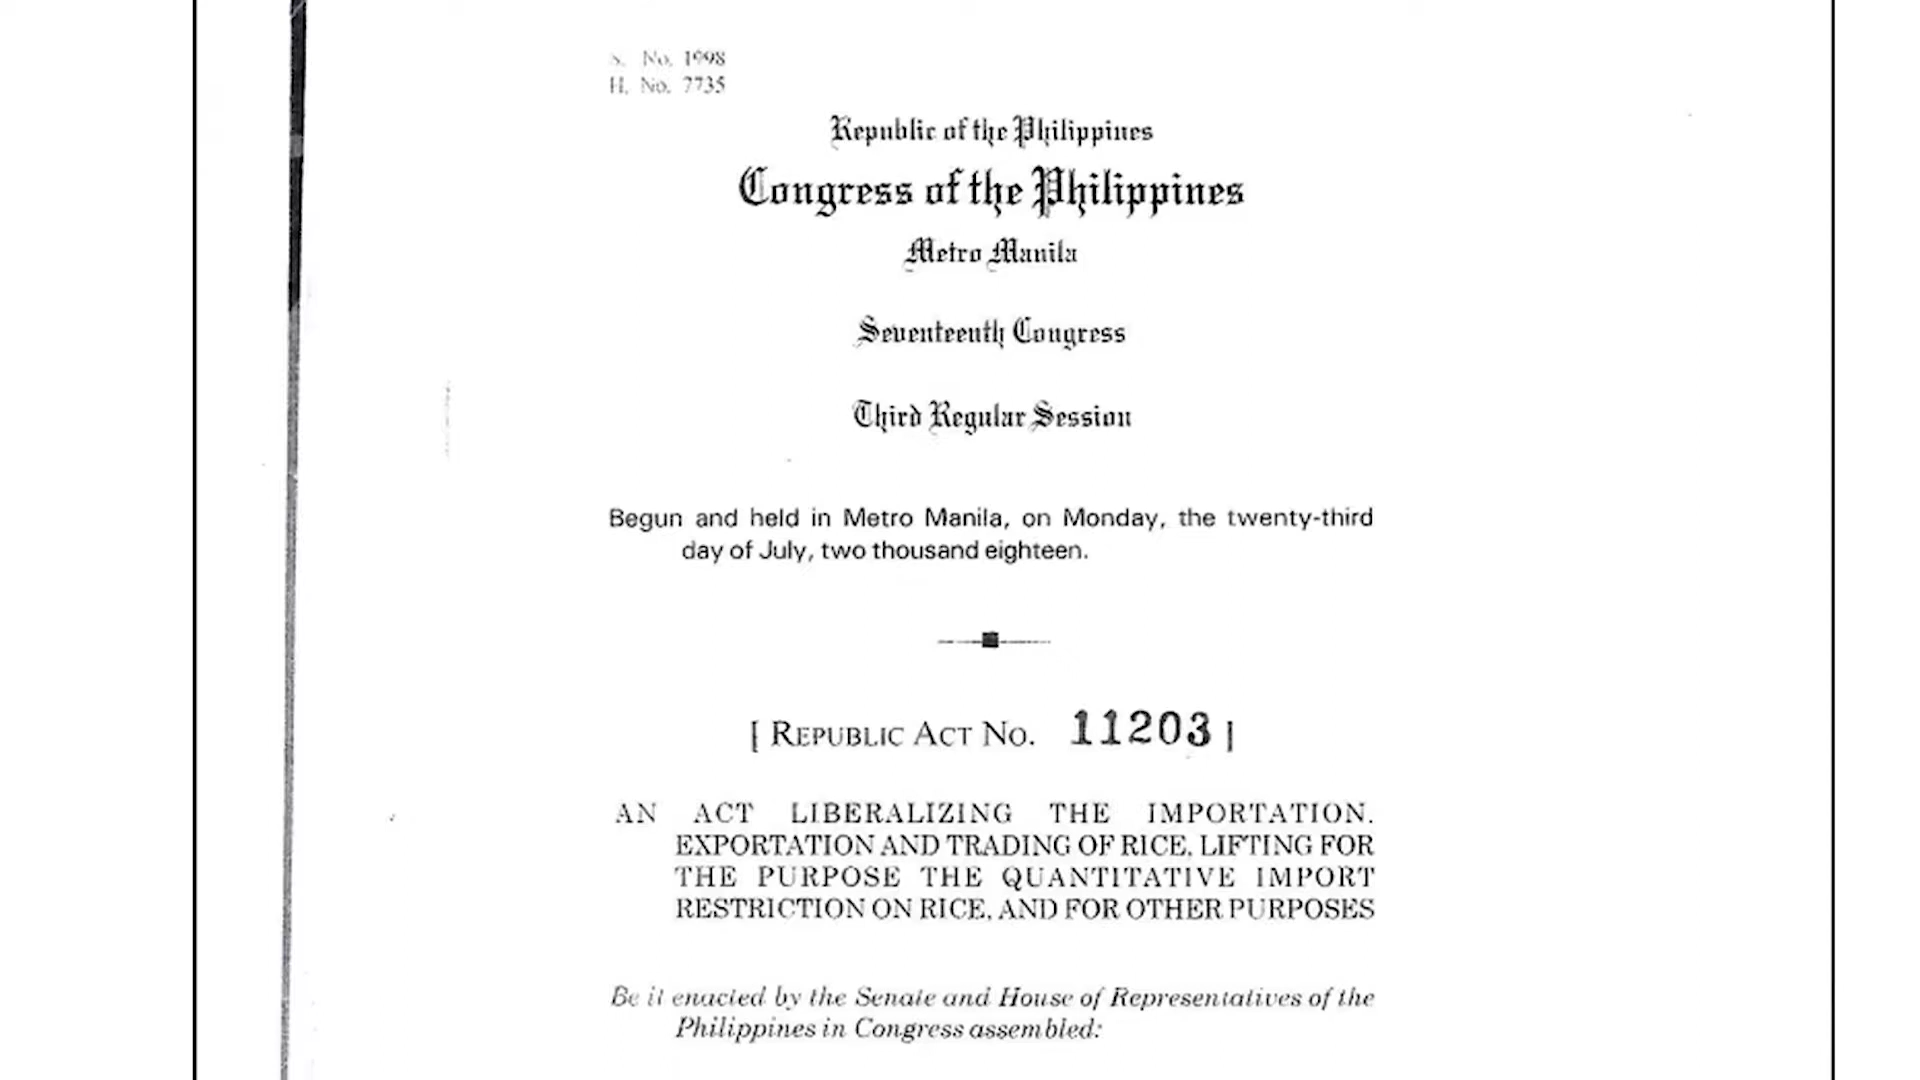 S. No. 1998
H. No. 7735
Republic of the Philippines
Congress of the Philippines
Metro Manila
Seventeenth Congress
Third Regular Session
Begun and held in Metro Manila, on Monday, the twenty-third
day of July, two thousand eighteen.
[ REPUBLIC ACT NO. 11203 ]
AN ACT LIBERALIZING THE IMPORTATION,
EXPORTATION AND TRADING OF RICE, LIFTING FOR
THE PURPOSE THE QUANTITATIVE IMPORT
RESTRICTION ON RICE, AND FOR OTHER PURPOSES
Be it enacted by the Senate and House of Representatives of the
Philippines in Congress assembled: